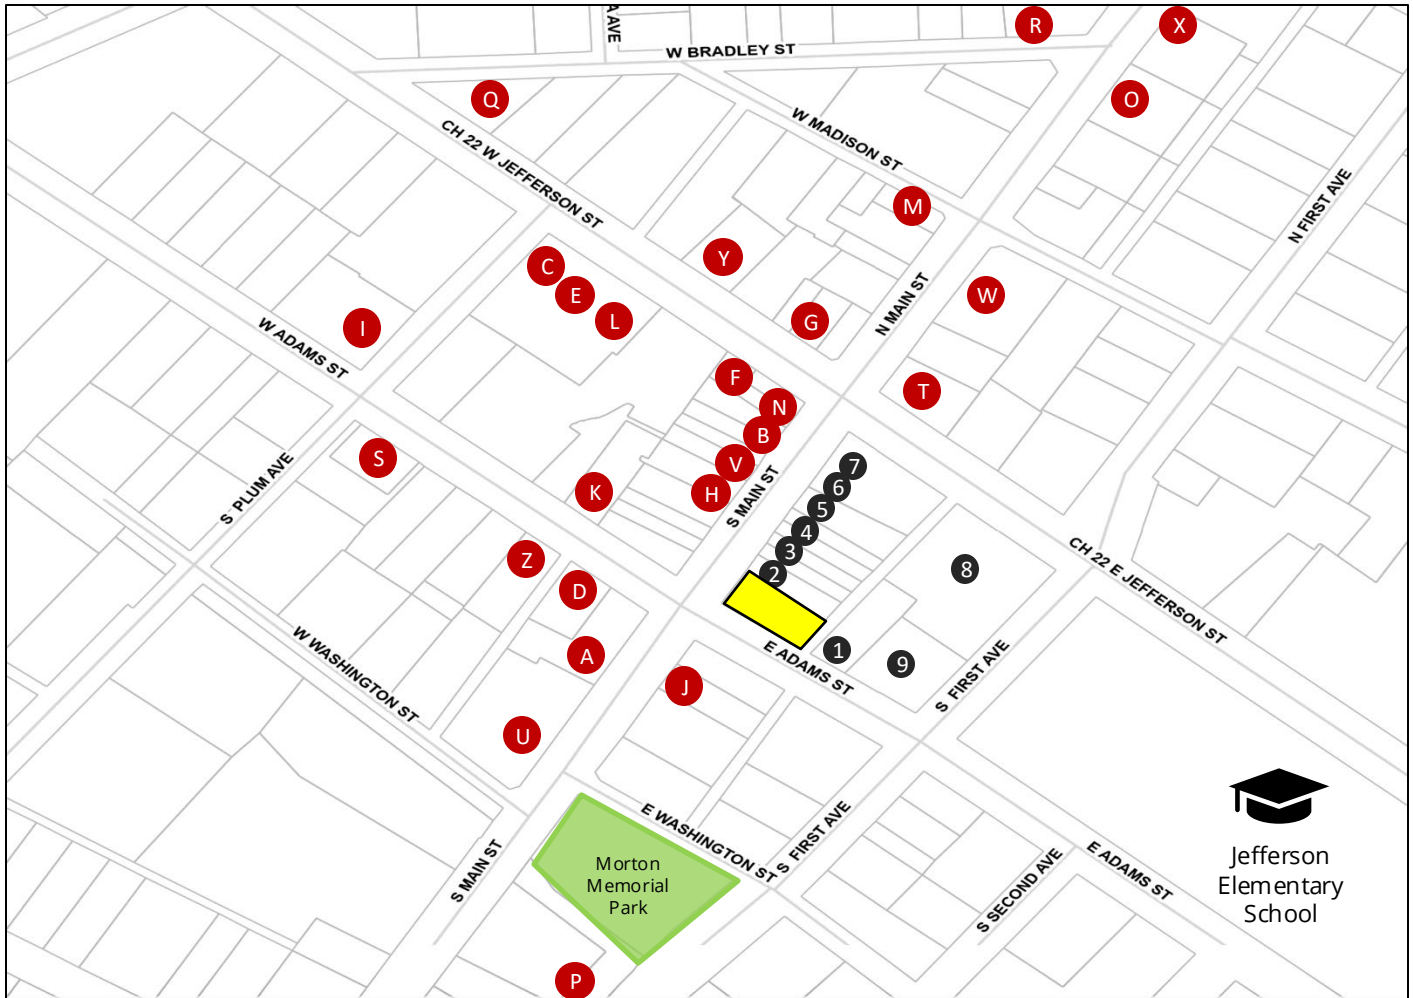 A AVE
R
X
W BRADLEY ST
Q
O
CH 22 W JEFFERSON ST
W MADISON ST
M
N FIRST AVE
Y
C
E
L
G
N MAIN ST
W
I
W ADAMS ST
F
N
B
V
H
T
S
K
S PLUM AVE
S MAIN ST
7
6
5
4
3
2
8
Z
D
A
U
CH 22 E JEFFERSON ST
W WASHINGTON ST
E ADAMS ST
1
9
J
S FIRST AVE
E WASHINGTON ST
S FIRST AVE
S MAIN ST
Morton
Memorial
Park
P
S SECOND AVE
E ADAMS ST
Jefferson
Elementary
School